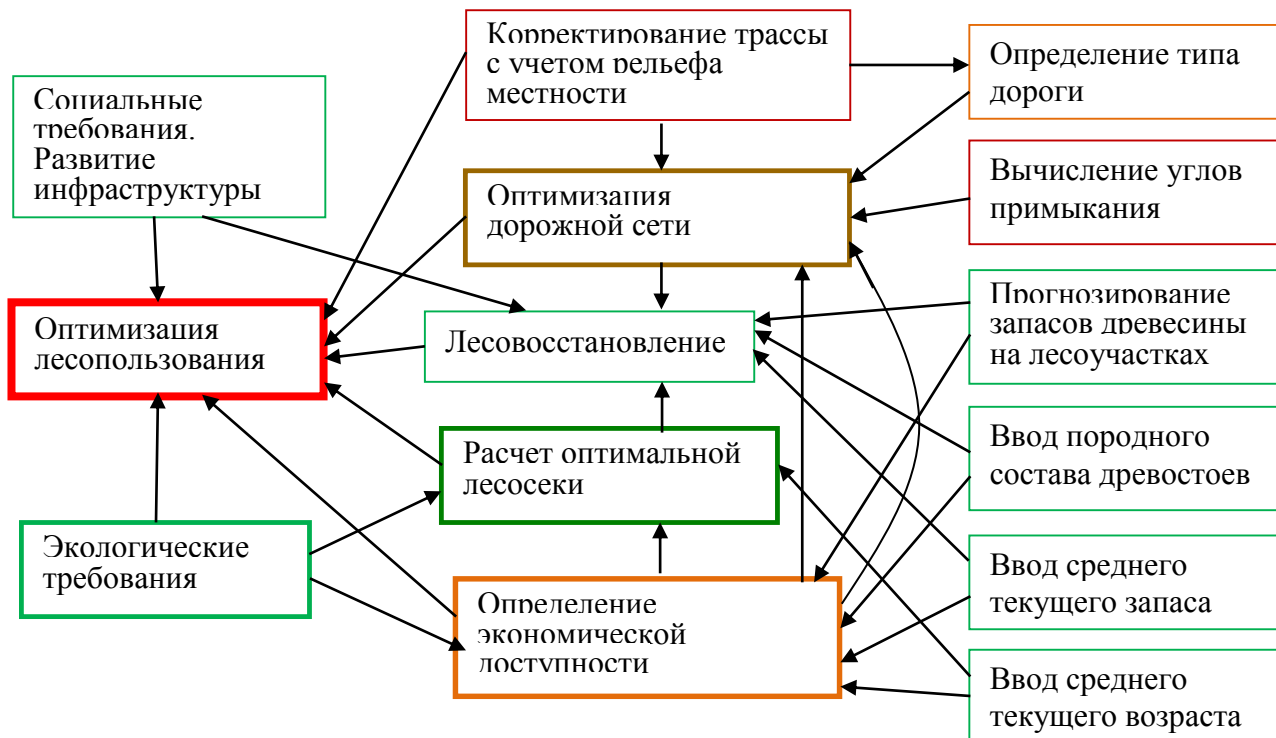 Корректирование трассы
с учетом рельефа
местности
Определение типа
дороги
Социальные
требования.
Развитие
инфраструктуры
Вычисление углов
примыкания
Оптимизация
дорожной сети
Прогнозирование
запасов древесины
на лесоучастках
Оптимизация
лесопользования
Лесовосстановление
Ввод породного
состава древостоев
Расчет оптимальной
лесосеки
Экологические
требования
Ввод среднего
текущего запаса
Определение
экономической
доступности
Ввод среднего
текущего возраста